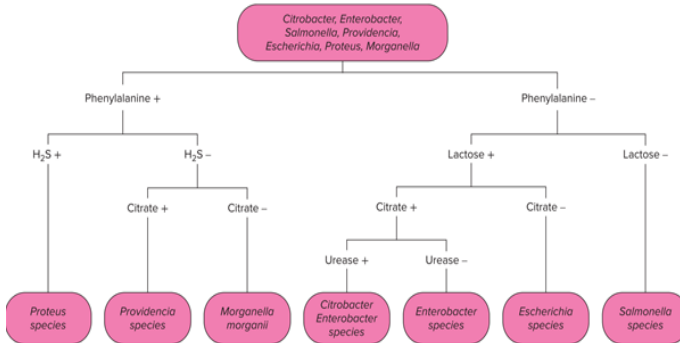 Citrobacter, Enterobacter,
Salmonella, Providencia,
Escherichia, Proteus, Morganella
Phenylalanine +
Phenylalanine –
H₂S +
H₂S –
Lactose +
Lactose –
Citrate +
Citrate –
Citrate +
Citrate –
Urease +
Urease –
Proteus
species
Providencia
species
Morganella
morganii
Citrobacter
Enterobacter
species
Enterobacter
species
Escherichia
species
Salmonella
species